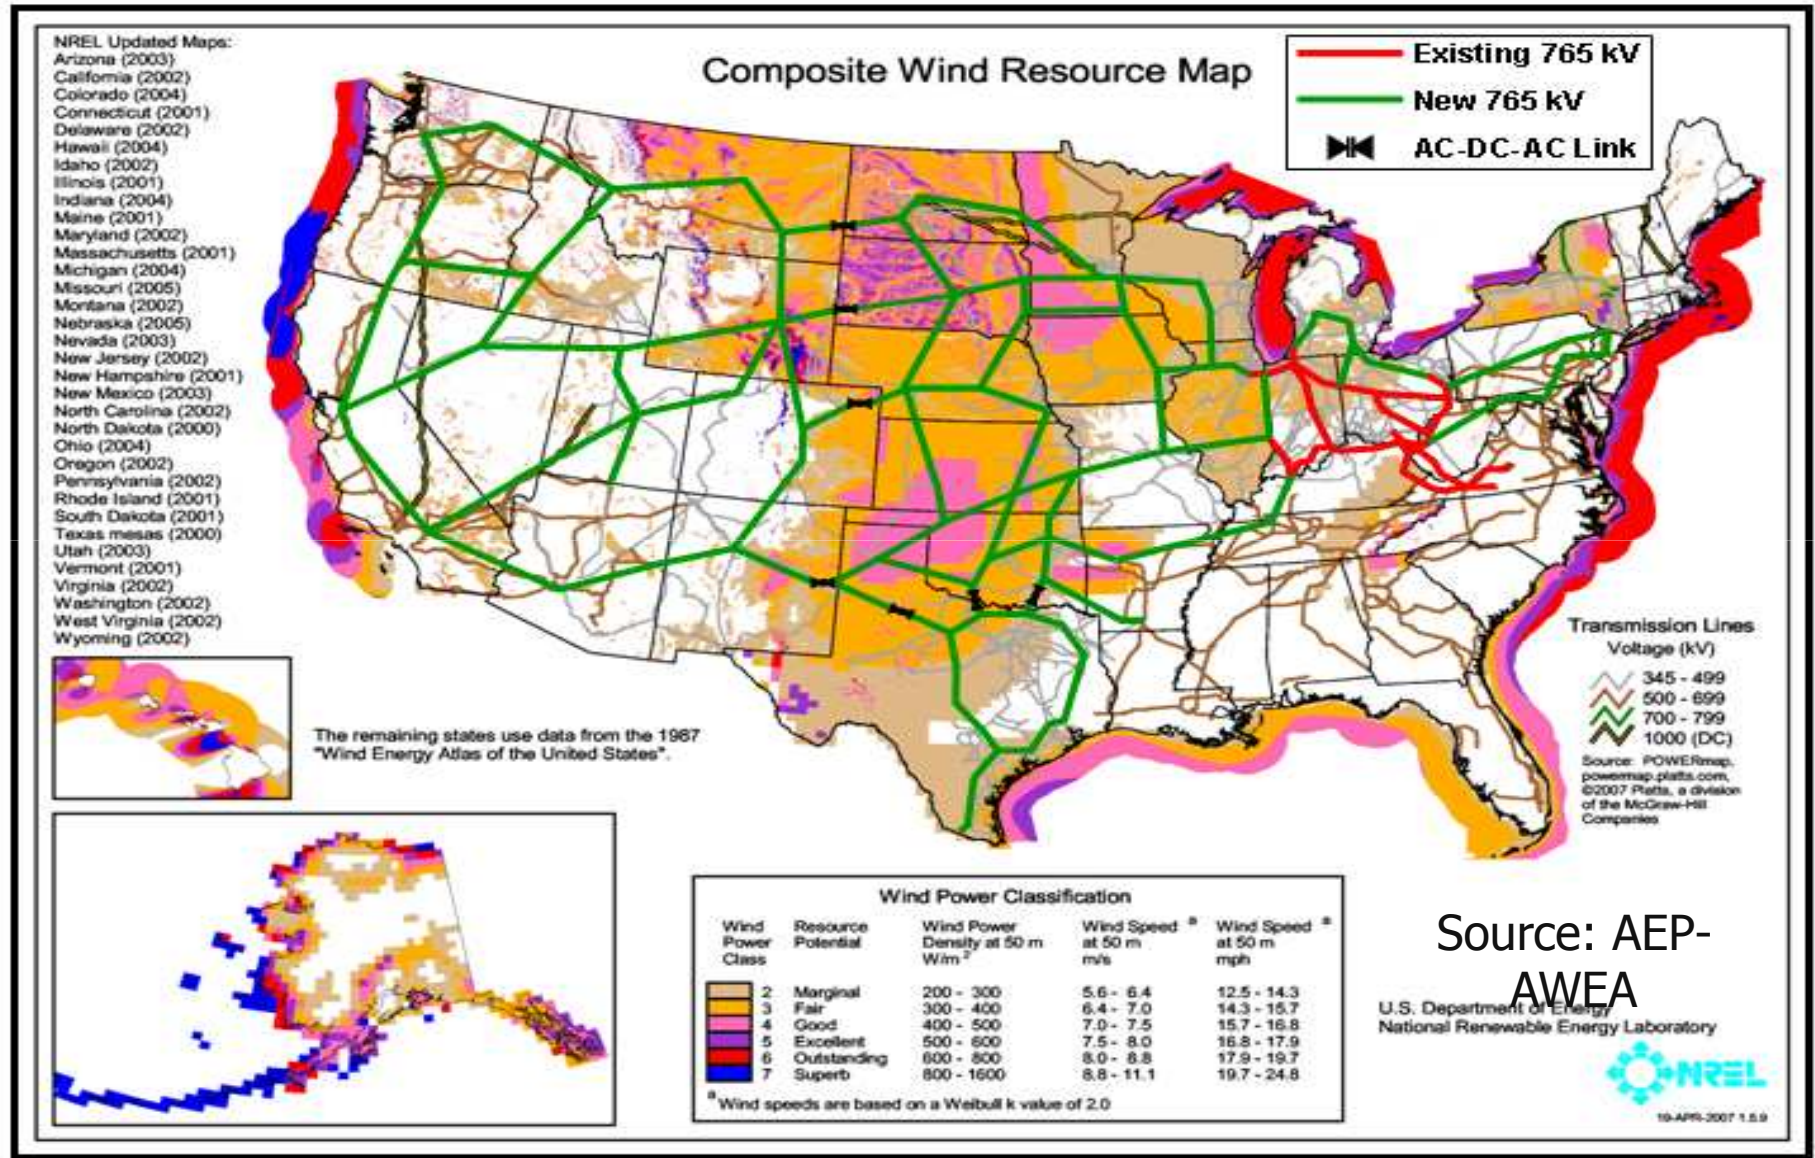 NREL Updated Maps:
Arizona (2003)
California (2002)
Colorado (2004)
Connecticut (2001)
Delaware (2002)
Hawaii (2004)
Idaho (2002)
Illinois (2001)
Indiana (2004)
Maine (2001)
Maryland (2002)
Massachusetts (2001)
Michigan (2004)
Missouri (2005)
Montana (2002)
Nebraska (2005)
Nevada (2003)
New Jersey (2002)
New Hampshire (2001)
New Mexico (2003)
North Carolina (2002)
North Dakota (2000)
Ohio (2004)
Oregon (2002)
Pennsylvania (2002)
Rhode Island (2001)
South Dakota (2001)
Texas mesas (2000)
Utah (2003)
Vermont (2001)
Virginia (2002)
Washington (2002)
West Virginia (2002)
Wyoming (2002)
Composite Wind Resource Map
Existing 765 kV
New 765 kV
AC-DC-AC Link
Transmission Lines
Voltage (kV)
345 - 499
500 - 699
700 - 799
1000 (DC)
Source: POWERmap,
powermap.platts.com,
©2007 Platts, a division
of the McGraw-Hill
Companies
The remaining states use data from the 1987
"Wind Energy Atlas of the United States".
Wind Power Classification
Wind Power Class Resource Potential Wind Power Density at 50 m W/m 2 Wind Speed a at 50 m m/s Wind Speed a at 50 m mph
2 Marginal 200 - 300 5.6 - 6.4 12.5 - 14.3
3 Fair 300 - 400 6.4 - 7.0 14.3 - 15.7
4 Good 400 - 500 7.0 - 7.5 15.7 - 16.8
5 Excellent 500 - 600 7.5 - 8.0 16.8 - 17.9
6 Outstanding 600 - 800 8.0 - 8.8 17.9 - 19.7
7 Superb 800 - 1600 8.8 - 11.1 19.7 - 24.8
a Wind speeds are based on a Weibull k value of 2.0
Source: AEP-
AWEA
U.S. Department of Energy
National Renewable Energy Laboratory
NREL
19-APR-2007 1.5.9